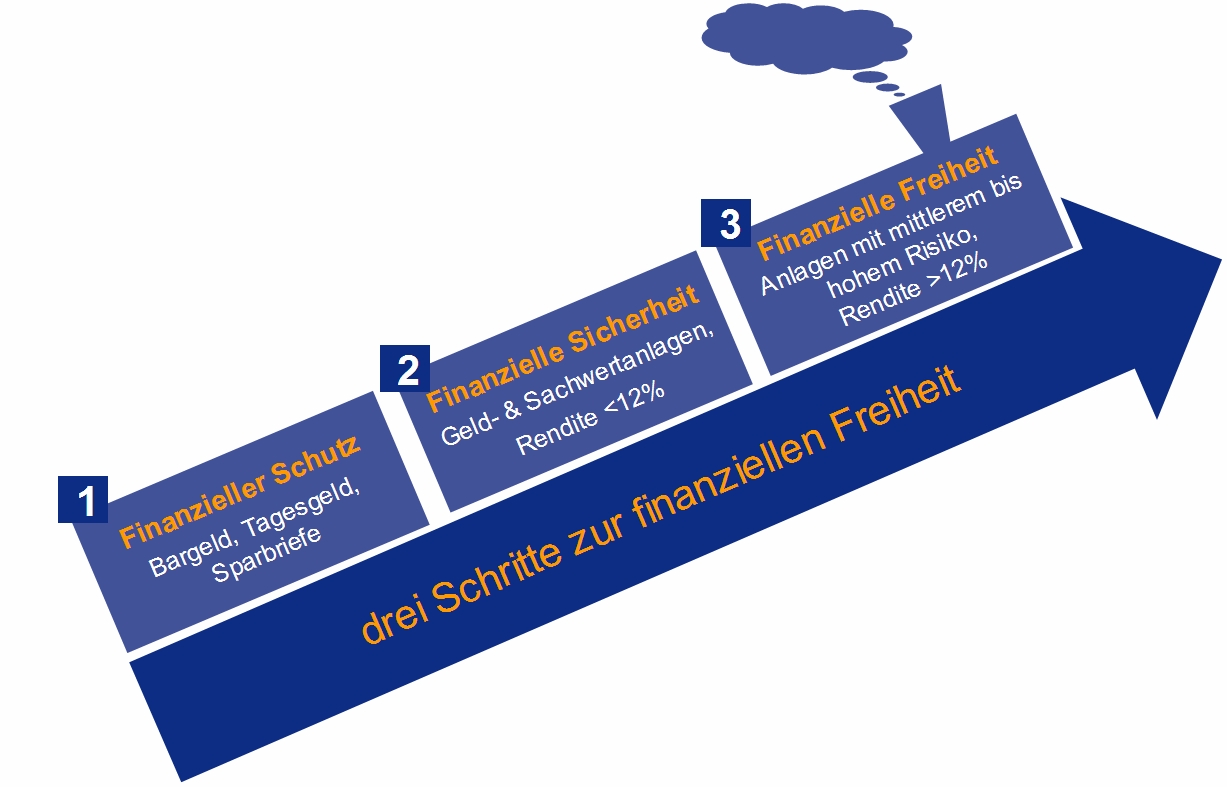 1
Finanzieller Schutz
Bargeld, Tagesgeld,
Sparbriefe
2
Finanzielle Sicherheit
Geld- & Sachwertanlagen,
Rendite <12%
3
Finanzielle Freiheit
Anlagen mit mittlerem bis
hohem Risiko,
Rendite >12%
drei Schritte zur finanziellen Freiheit